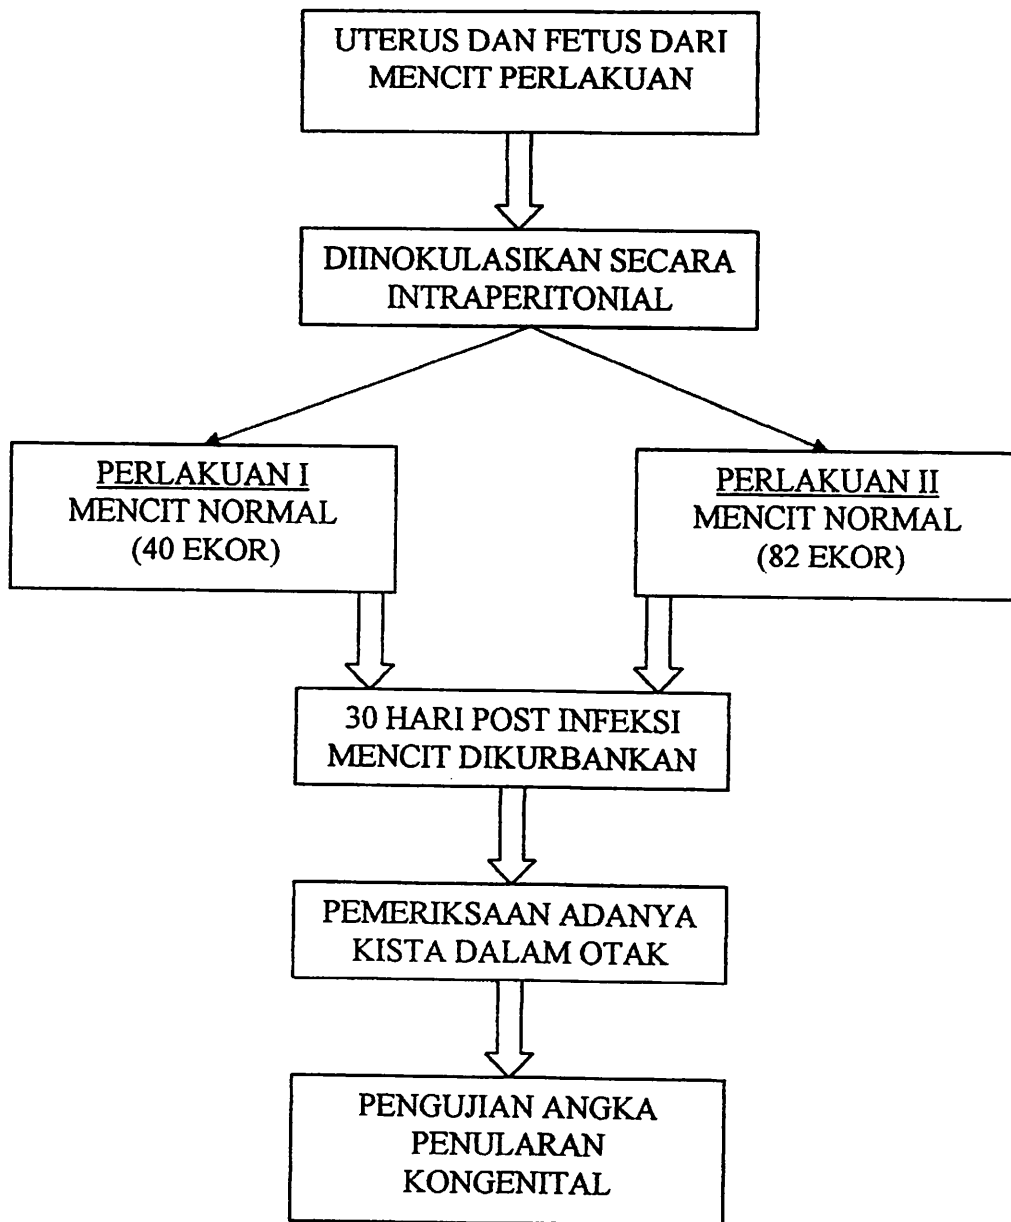 UTERUS DAN FETUS DARI
MENCIT PERLAKUAN
DIINOKULASIKAN SECARA
INTRAPERITONIAL
PERLAKUAN I
MENCIT NORMAL
(40 EKOR)
PERLAKUAN II
MENCIT NORMAL
(82 EKOR)
30 HARI POST INFEKSI
MENCIT DIKURBANKAN
PEMERIKSAAN ADANYA
KISTA DALAM OTAK
PENGUJIAN ANGKA
PENULARAN
KONGENITAL